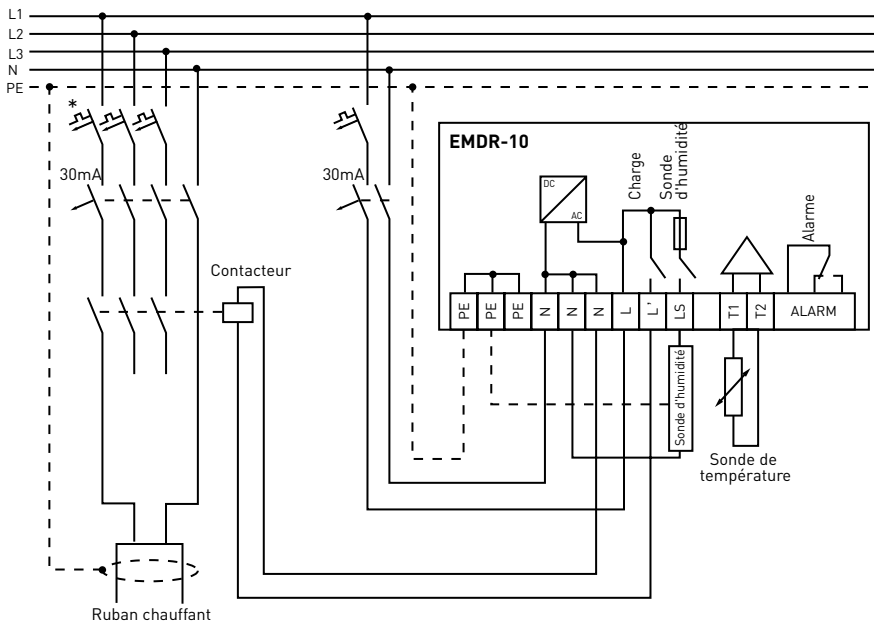 L1
L2
L3
N
PE
*
30mA
30mA
Contacteur
EMDR-10
DC
AC
Charge
Sonde
d'humidité
Alarme
PE
PE
PE
N
N
N
L
L'
LS
T1
T2
ALARM
Sonde d'humidité
Sonde de
température
Ruban chauffant